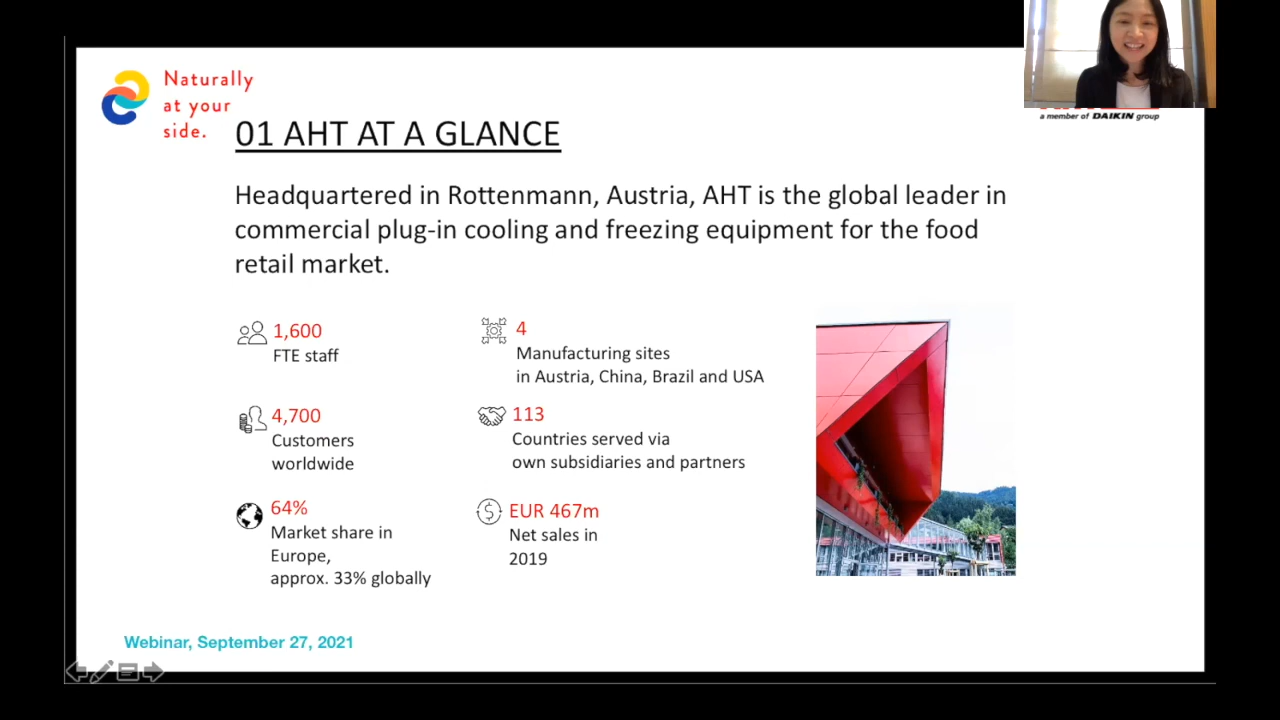 Naturally
at your
side.
a member of DAIKIN group
01 AHT AT A GLANCE
Headquartered in Rottenmann, Austria, AHT is the global leader in
commercial plug-in cooling and freezing equipment for the food
retail market.
1,600
FTE staff
4
Manufacturing sites
in Austria, China, Brazil and USA
4,700
Customers
worldwide
113
Countries served via
own subsidiaries and partners
64%
Market share in
Europe,
approx. 33% globally
EUR 467m
Net sales in
2019
Webinar, September 27, 2021